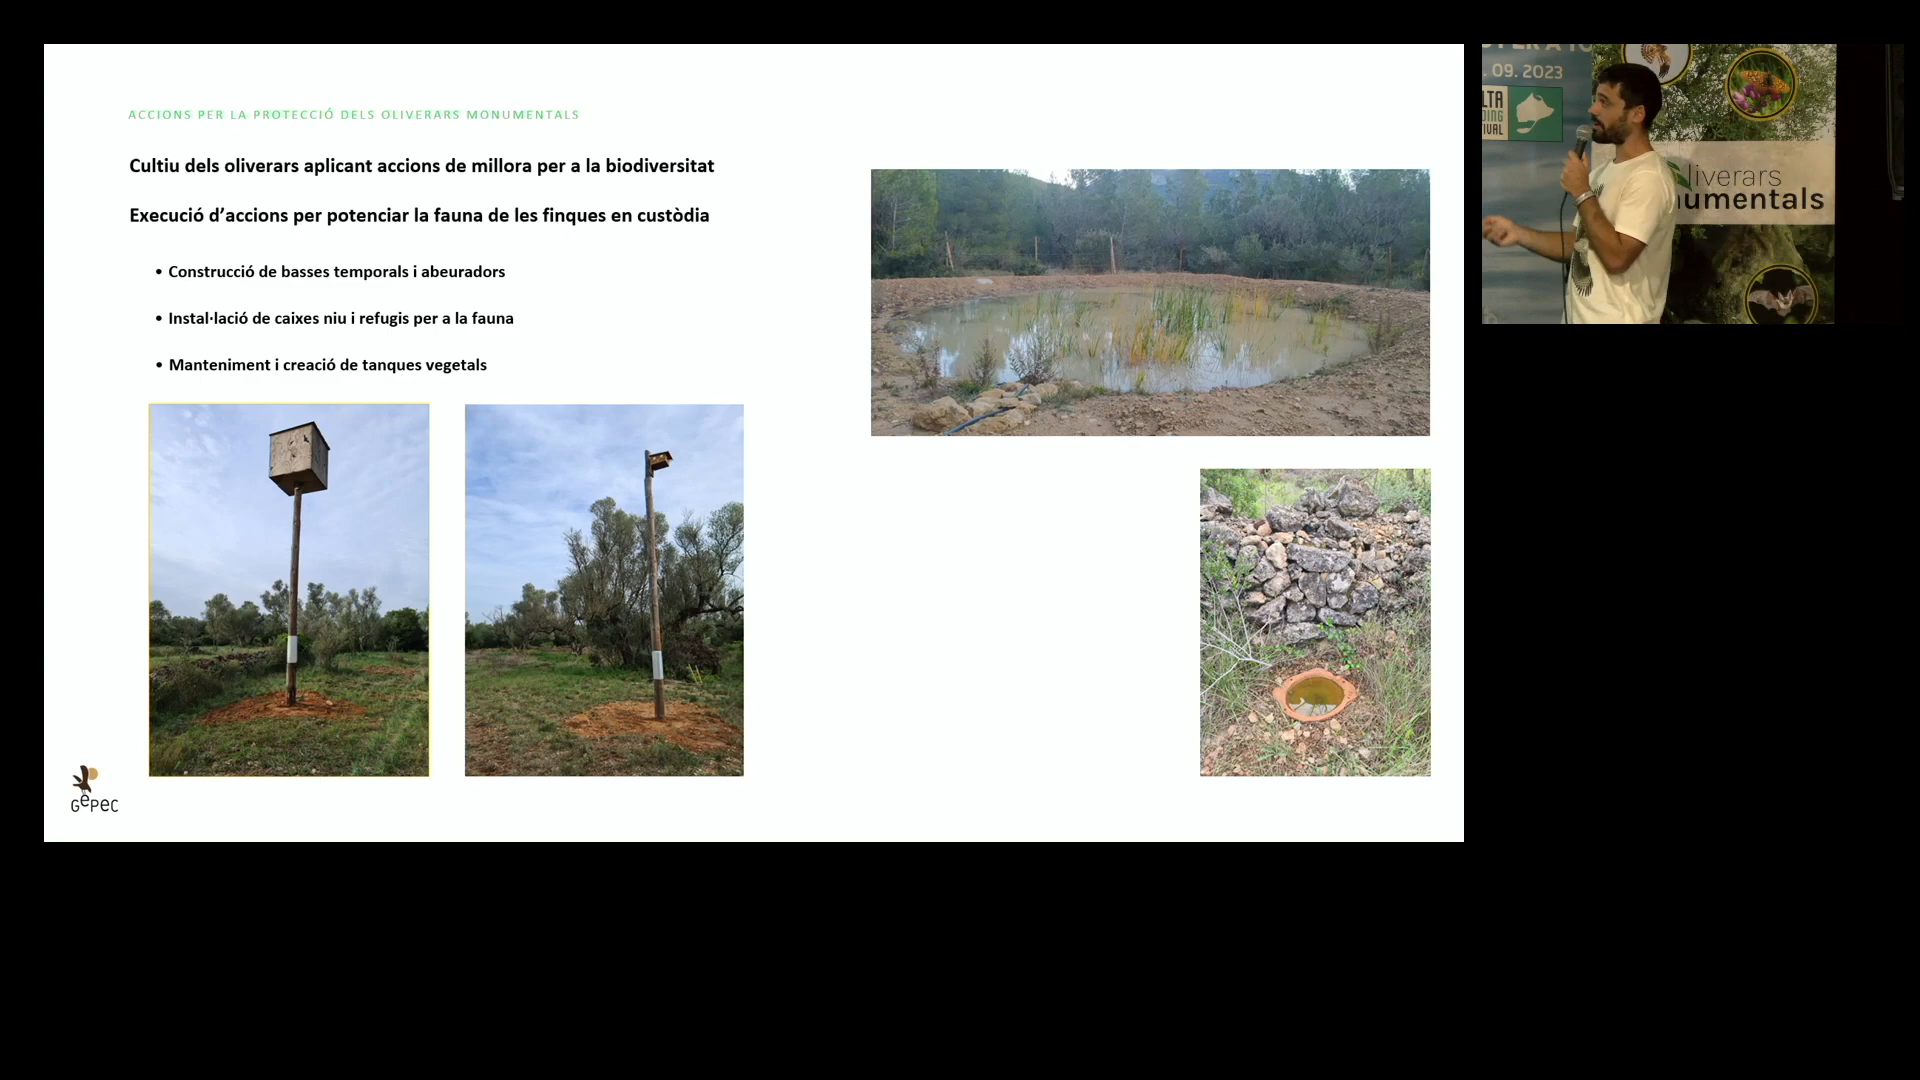 ACCIONS PER LA PROTECCIÓ DELS OLIVERARS MONUMENTALS
Cultiu dels oliverars aplicant accions de millora per a la biodiversitat
Execució d’accions per potenciar la fauna de les finques en custòdia
• Construcció de basses temporals i abeuradors
• Instal·lació de caixes niu i refugis per a la fauna
• Manteniment i creació de tanques vegetals
GePeC
. 09. 2023
liverars
numentals